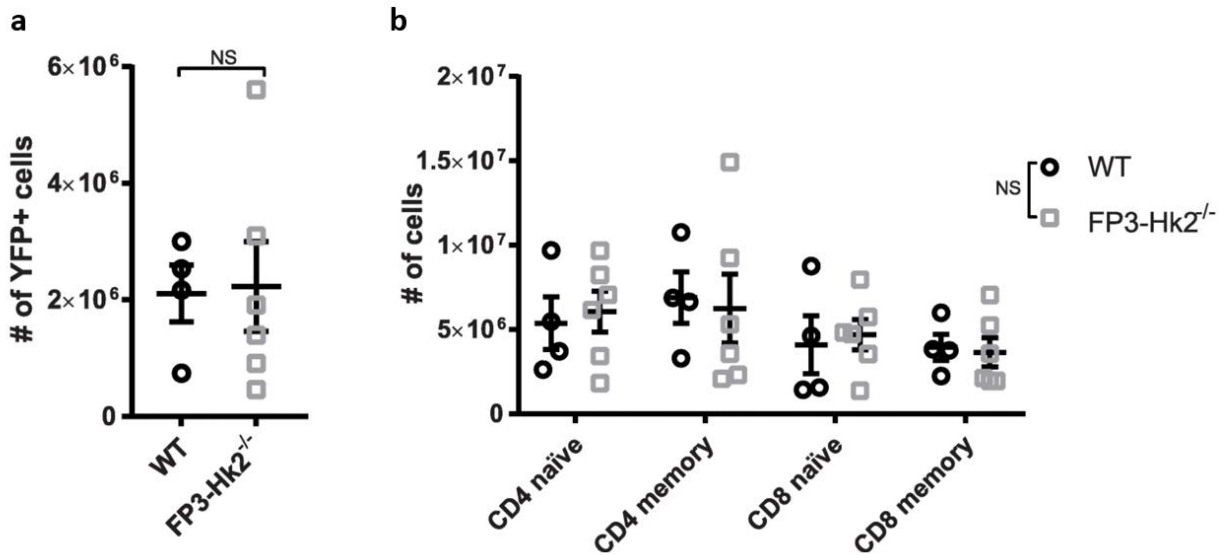 a
NS
6×10⁶
4×10⁶
2×10⁶
0
# of YFP+ cells
WT
FP3-Hk2⁻/⁻
b
2×10⁷
1.5×10⁷
1×10⁷
5×10⁶
0
# of cells
CD4 naïve
CD4 memory
CD8 naïve
CD8 memory
NS
WT
FP3-Hk2⁻/⁻